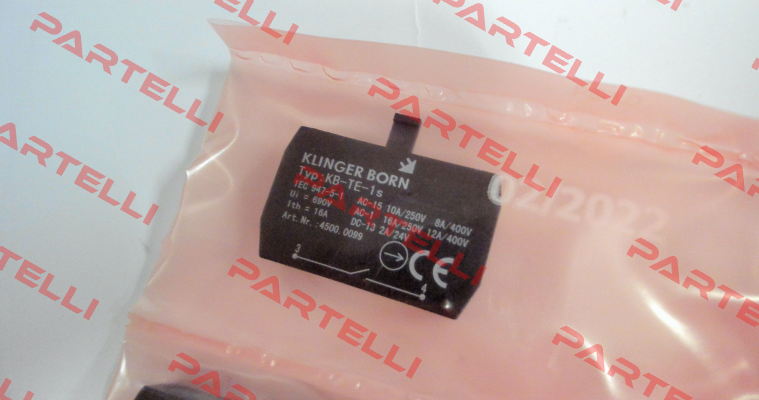 KLINGER BORN
Typ:KB-TE-1s
IEC 947-5-1 AC-15 10A/250V 8A/400V
Ui = 690V AC-1 16A/250V 12A/400V
Ith = 16A DC-13 2A/24V
Art.Nr.:4500.0099
CE
3
4
02/2022
PARTELLI
PARTELLI
PARTELLI
PARTELLI
PARTELLI
PARTELLI
PARTELLI
PARTELLI
PARTELLI